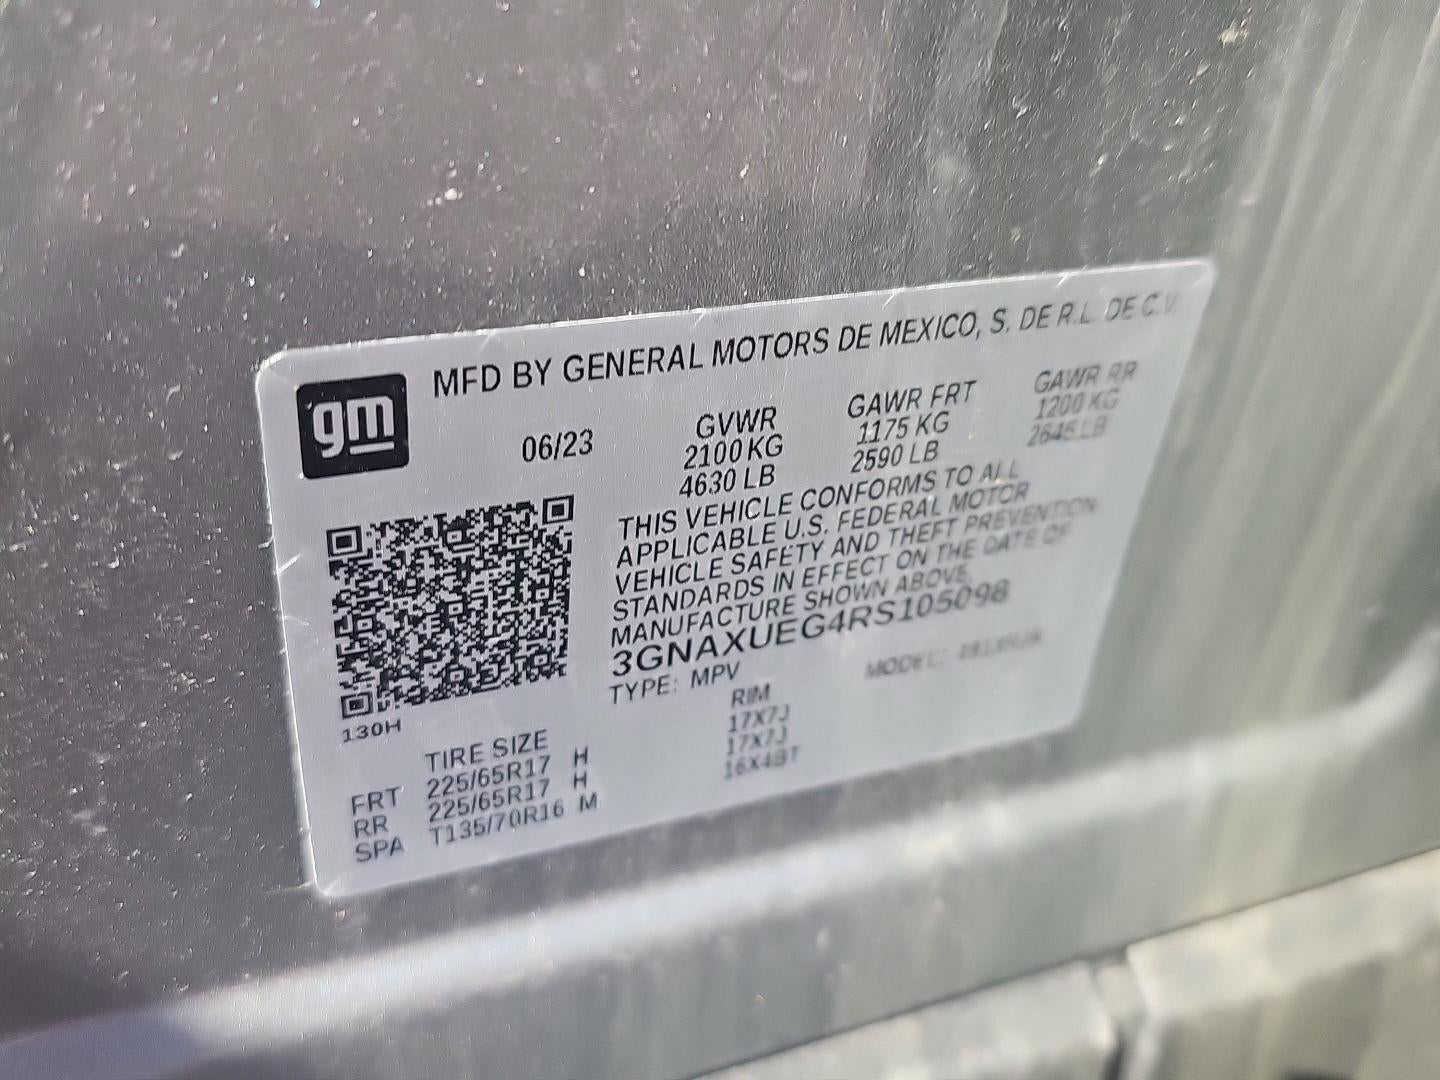 MFD BY GENERAL MOTORS DE MEXICO, S. DE R.L. DE C.V
gm
06/23
GVWR GAWR FRT GAWR RR
2100 KG 1175 KG 1200 KG
4630 LB 2590 LB 2645 LB
THIS VEHICLE CONFORMS TO ALL
APPLICABLE U.S. FEDERAL MOTOR
VEHICLE SAFETY AND THEFT PREVENTION
STANDARDS IN EFFECT ON THE DATE OF
MANUFACTURE SHOWN ABOVE.
3GNAXUEG4RS105098
TYPE: MPV MODEL:
130H
TIRE SIZE RIM
FRT 225/65R17 H 17X7J
RR 225/65R17 H 17X7J
SPA T135/70R16 M 16X4BT